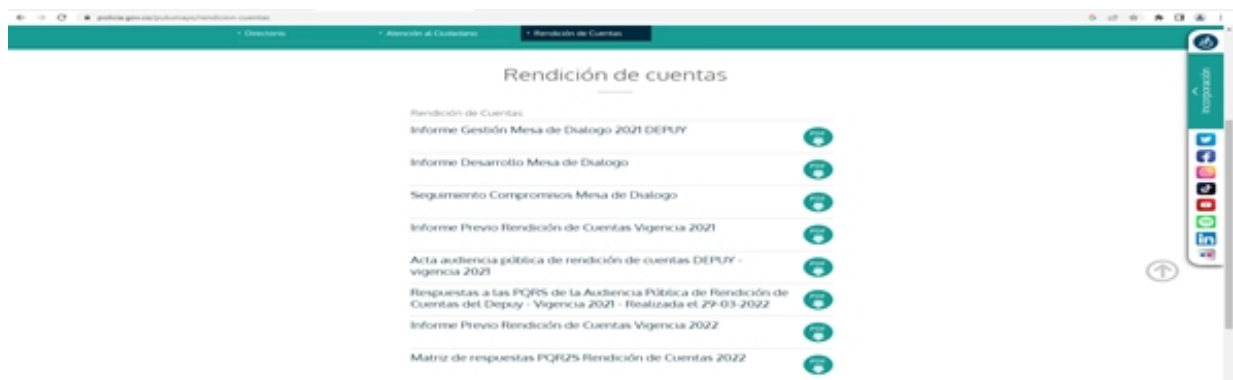 policia.gov.co/putumayo/rendicion-cuentas
Directorio
Atención al Ciudadano
Rendición de Cuentas
Incorporación
Rendición de cuentas
Rendición de Cuentas
Informe Gestión Mesa de Dialogo 2021 DEPUY
Informe Desarrollo Mesa de Dialogo
Seguimiento Compromisos Mesa de Dialogo
Informe Previo Rendición de Cuentas Vigencia 2021
Acta audiencia pública de rendición de cuentas DEPUY -
vigencia 2021
Respuestas a las PQRS de la Audiencia Pública de Rendición de
Cuentas del Depuy - Vigencia 2021 - Realizada el 29-03-2022
Informe Previo Rendición de Cuentas Vigencia 2022
Matriz de respuestas PQR2S Rendición de Cuentas 2022